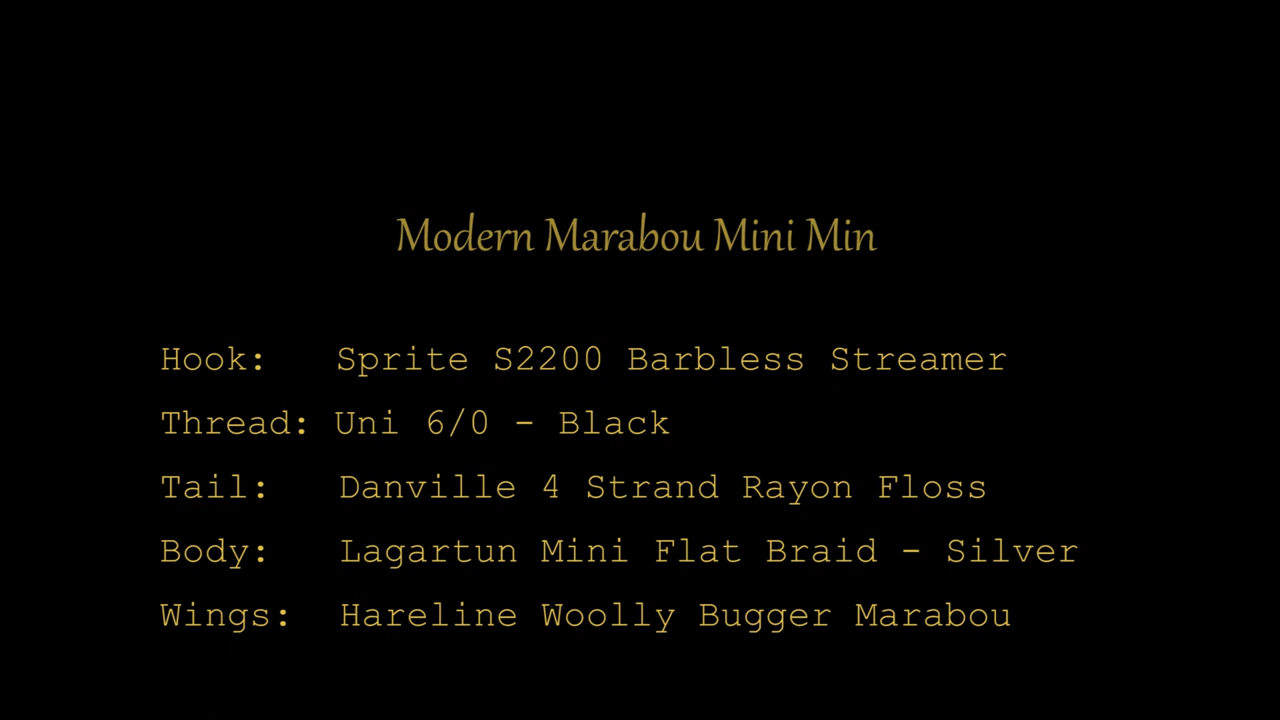 Modern Marabou Mini Min
Hook: Sprite S2200 Barbless Streamer
Thread: Uni 6/0 - Black
Tail: Danville 4 Strand Rayon Floss
Body: Lagartun Mini Flat Braid - Silver
Wings: Hareline Woolly Bugger Marabou